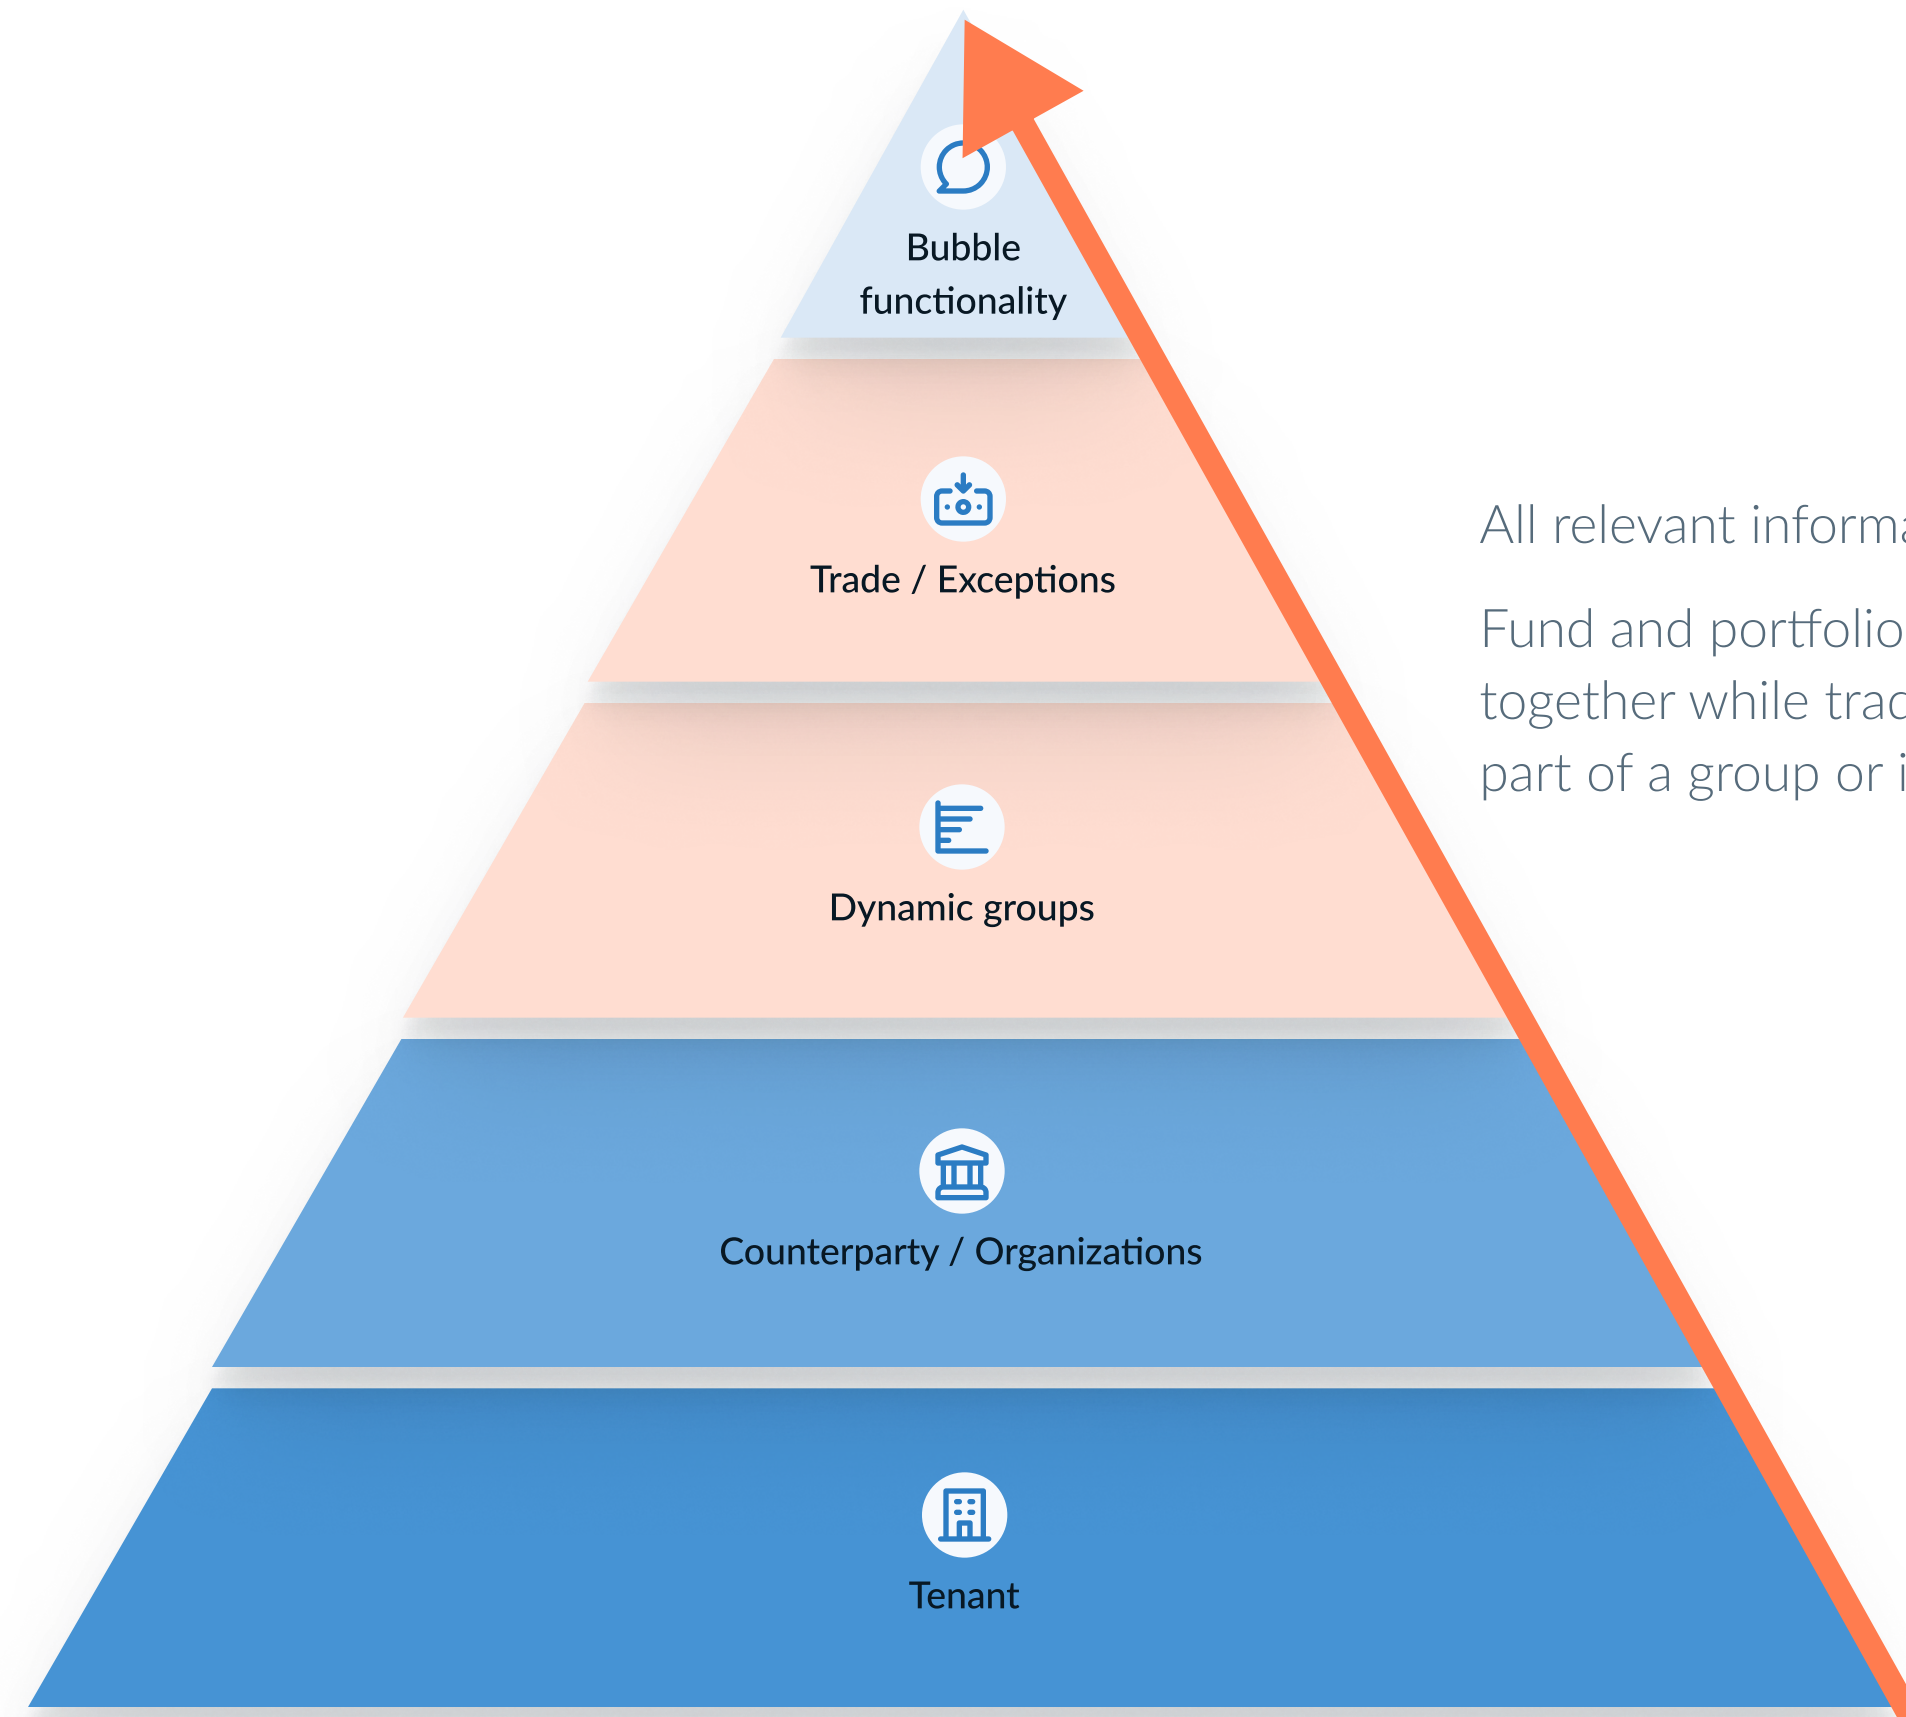 Bubble
functionality
Trade / Exceptions
All relevant
Fund and portfolio
together while
part of a group or
Dynamic groups
Counterparty / Organizations
Tenant